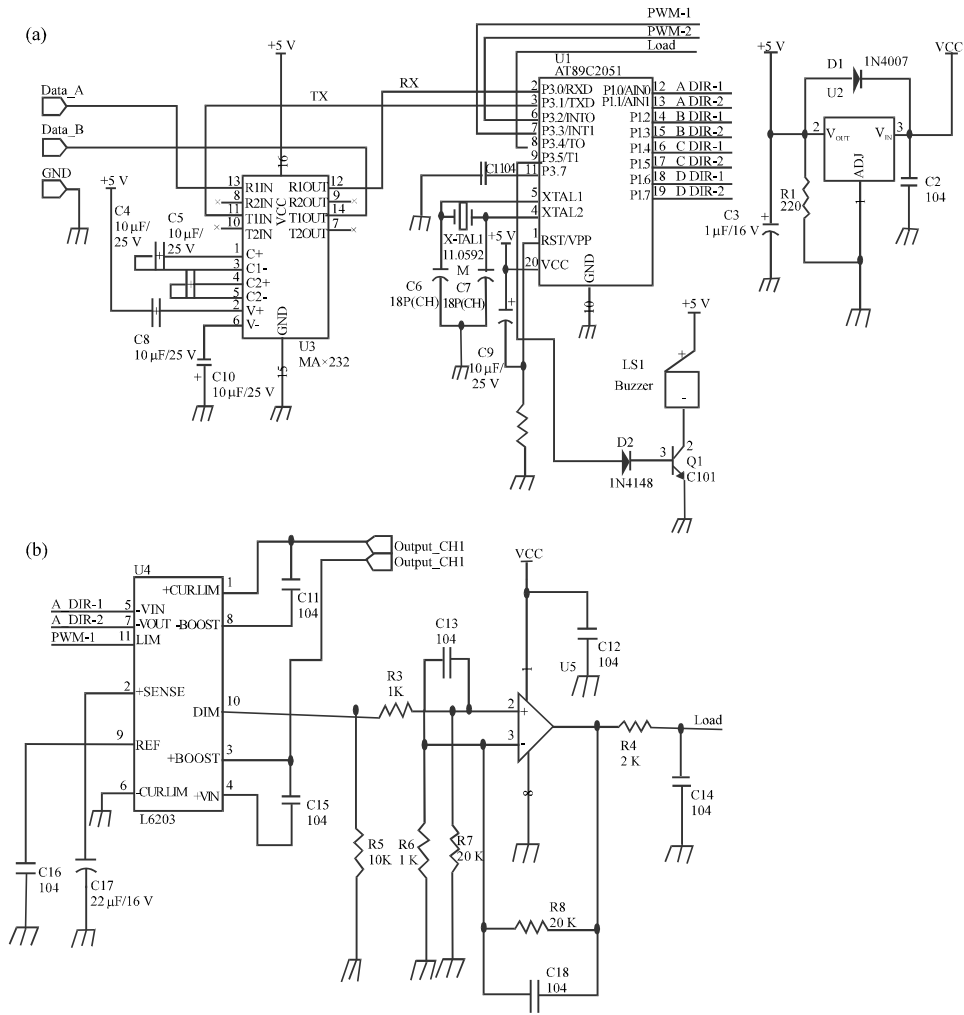 (a)
PWM-1
PWM-2
Load
+5 V
U1
AT89C2051
+5 V
D1
1N4007
VCC
U2
Data_A
Data_B
GND
TX
RX
2
3
6
7
8
9
11
5
4
1
20
P3.0/RXD
P3.1/TXD
P3.2/INTO
P3.3/INT1
P3.4/TO
P3.5/T1
P3.7
XTAL1
XTAL2
RST/VPP
VCC
GND
10
P1.0/AIN0
P1.1/AIN1
P1.2
P1.3
P1.4
P1.5
P1.6
P1.7
12 A DIR-1
13 A DIR-2
14 B DIR-1
15 B DIR-2
16 C DIR-1
17 C DIR-2
18 D DIR-1
19 D DIR-2
2
VOUT
VIN
3
ADJ
1
R1
220
C2
104
C3
1 µF/16 V
+
16
13
8
11
10
1
3
4
5
2
6
R1IN
R2IN
T1IN
T2IN
C+
C1-
C2+
C2-
V+
V-
VCC
GND
15
R1OUT
R2OUT
T1OUT
T2OUT
12
9
14
7
U3
MA×232
+5 V
C4
10 µF/
25 V
C5
10 µF/
25 V
C8
10 µF/25 V
C10
10 µF/25 V
C1104
X-TAL1
11.0592
M
+5 V
C6
18P(CH)
C7
18P(CH)
C9
10 µF/
25 V
+5 V
LS1
Buzzer
+
-
D2
1N4148
3
2
Q1
C101
(b)
U4
Output_CH1
Output_CH1
A_DIR-1
A_DIR-2
PWM-1
5
7
11
2
9
6
-VIN
-VOUT
LIM
+SENSE
REF
-CUR.LIM
+CUR.LIM
-BOOST
DIM
+BOOST
+VIN
1
8
10
3
4
L6203
C11
104
C15
104
C16
104
C17
22 µF/16 V
R3
1K
C13
104
R5
10K
R6
1 K
R7
20 K
VCC
1
U5
C12
104
2
3
+
-
8
R4
2 K
Load
C14
104
R8
20 K
C18
104